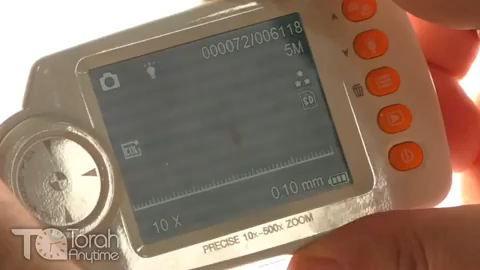 000072/006118
5M
SD
10 X
0.10 mm
PRECISE 10x~500x ZOOM
Torah
Anytime